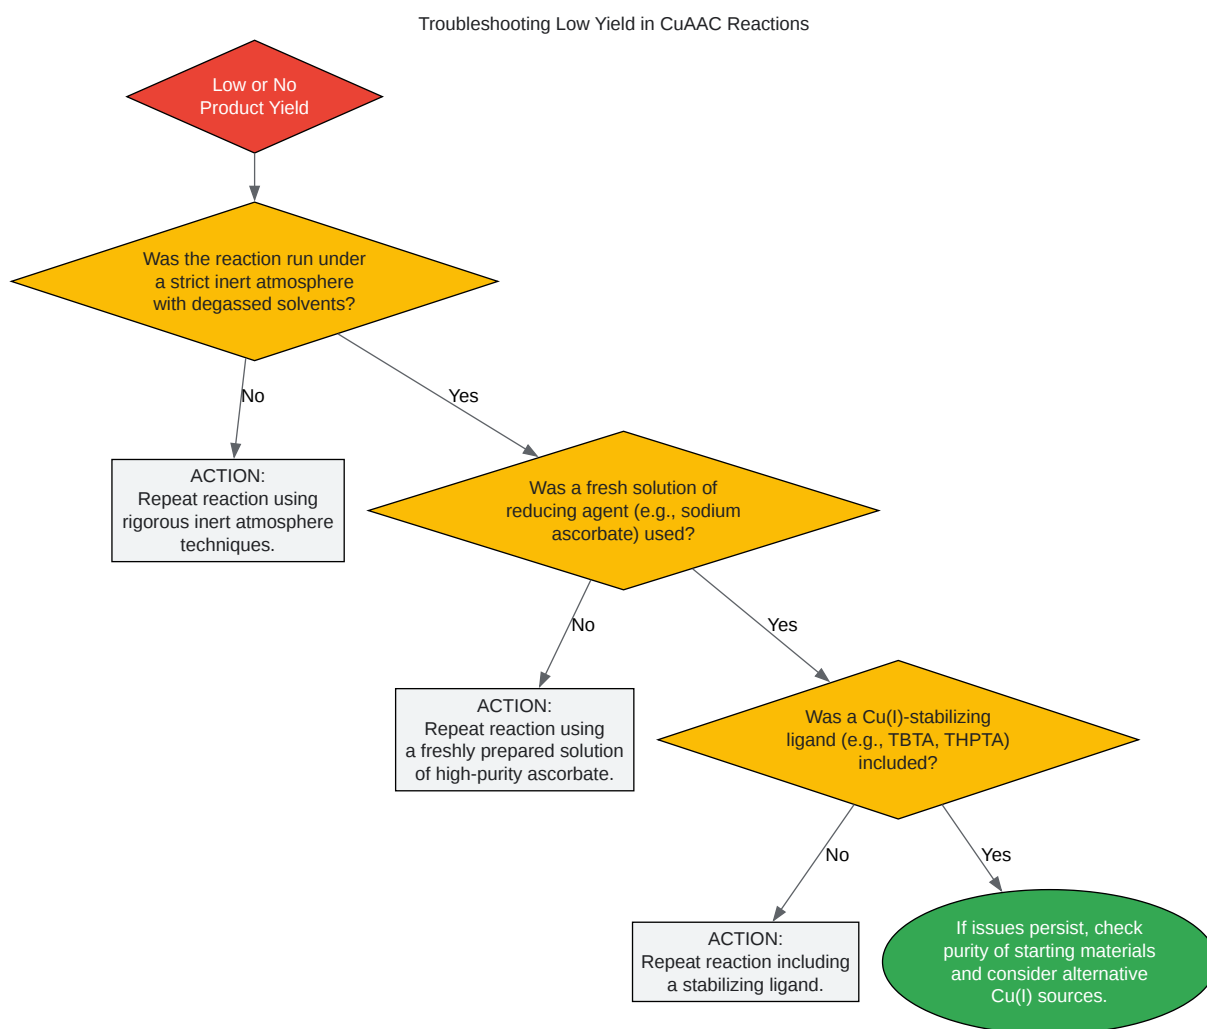 Troubleshooting Low Yield in CuAAC Reactions
Low or No
Product Yield
Was the reaction run under
a strict inert atmosphere
with degassed solvents?
No
Yes
ACTION:
Repeat reaction using
rigorous inert atmosphere
techniques.
Was a fresh solution of
reducing agent (e.g., sodium
ascorbate) used?
No
Yes
ACTION:
Repeat reaction using
a freshly prepared solution
of high-purity ascorbate.
Was a Cu(I)-stabilizing
ligand (e.g., TBTA, THPTA)
included?
No
Yes
ACTION:
Repeat reaction including
a stabilizing ligand.
If issues persist, check
purity of starting materials
and consider alternative
Cu(I) sources.